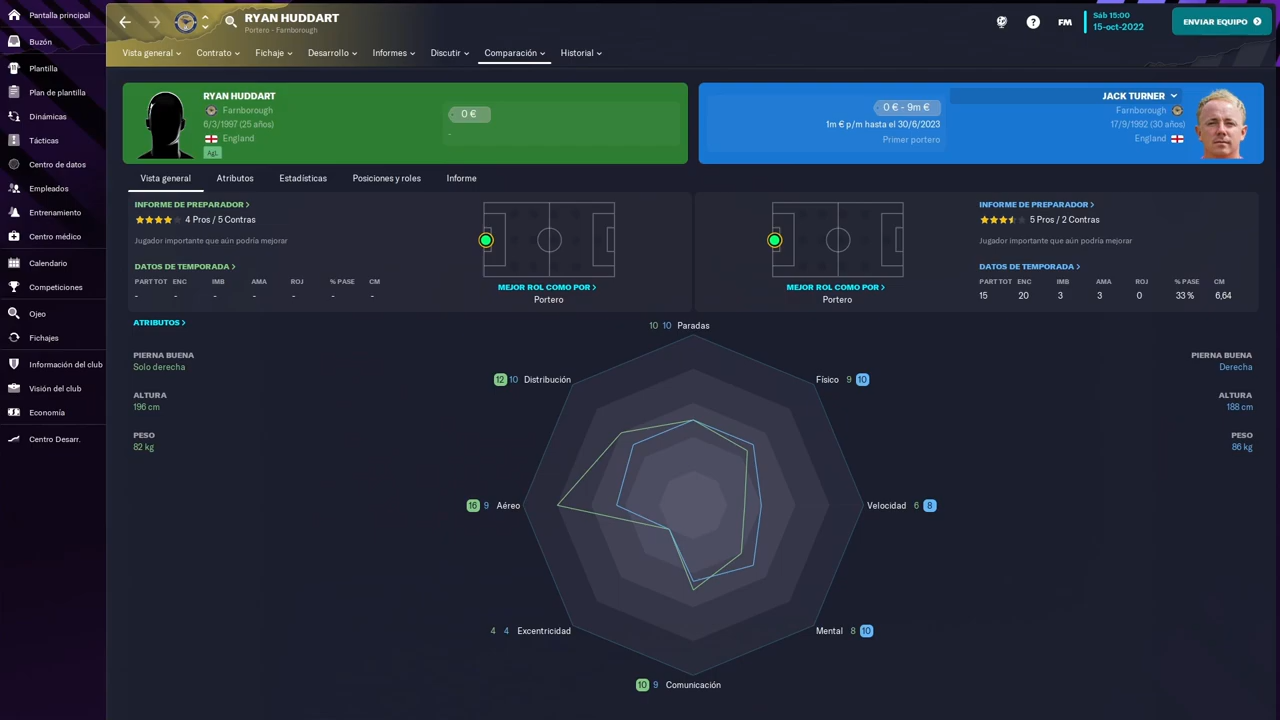 Pantalla principal
Buzón
Plantilla
Plan de plantilla
Dinámicas
Tácticas
Centro de datos
Empleados
Entrenamiento
Centro médico
Calendario
Competiciones
Ojeo
Fichajes
Información del club
Visión del club
Economía
Centro Desarr.
RYAN HUDDART
Portero - Farnborough
FM
Sáb 15:00
15-oct-2022
ENVIAR EQUIPO
Vista general
Contrato
Fichaje
Desarrollo
Informes
Discutir
Comparación
Historial
RYAN HUDDART
Farnborough
6/3/1997 (25 años)
England
Agl.
0 €
-
0 € - 9m €
1m € p/m hasta el 30/6/2023
Primer portero
JACK TURNER
Farnborough
17/9/1992 (30 años)
England
Vista general
Atributos
Estadísticas
Posiciones y roles
Informe
INFORME DE PREPARADOR
4 Pros / 5 Contras
Jugador importante que aún podría mejorar
DATOS DE TEMPORADA
PART TOT ENC IMB AMA ROJ % PASE CM
- - - - - - -
MEJOR ROL COMO POR
Portero
MEJOR ROL COMO POR
Portero
INFORME DE PREPARADOR
5 Pros / 2 Contras
Jugador importante que aún podría mejorar
DATOS DE TEMPORADA
PART TOT ENC IMB AMA ROJ % PASE CM
15 20 3 3 0 33 % 6,64
ATRIBUTOS
PIERNA BUENA
Solo derecha
ALTURA
196 cm
PESO
82 kg
10 10 Paradas
12 10 Distribución
Físico 9 10
16 9 Aéreo
Velocidad 6 8
4 4 Excentricidad
Mental 8 10
10 9 Comunicación
PIERNA BUENA
Derecha
ALTURA
188 cm
PESO
86 kg